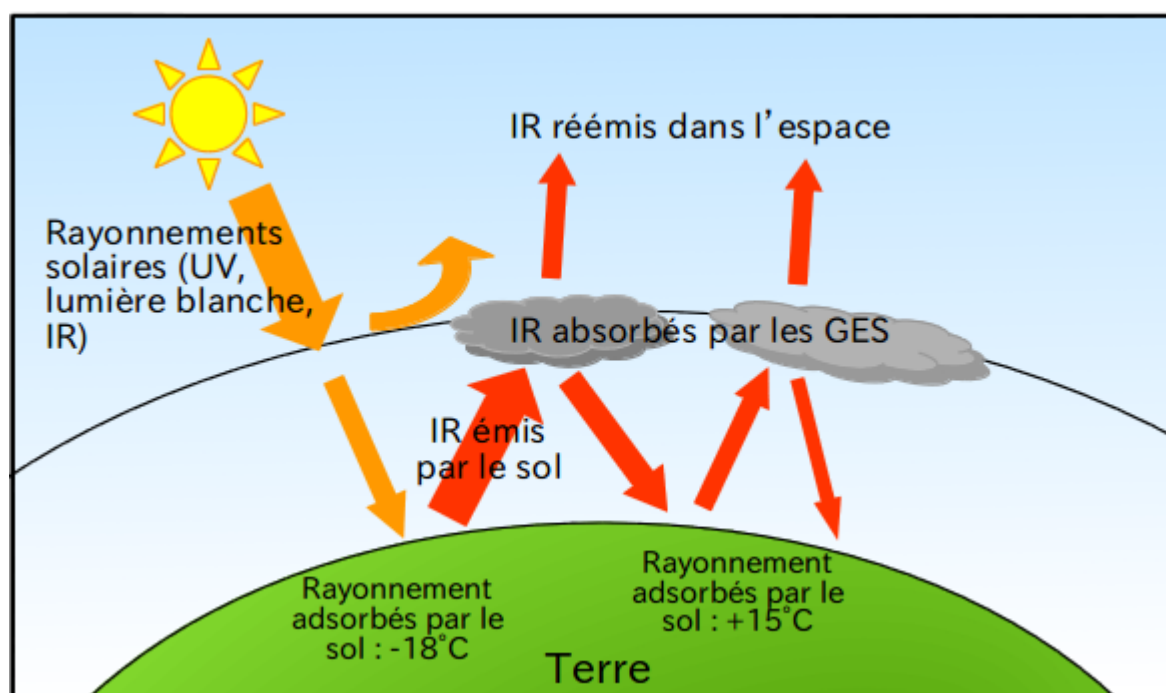 IR réémis dans l'espace
Rayonnements
solaires (UV,
lumière blanche,
IR)
IR absorbés par les GES
IR émis
par le sol
Rayonnement
adsorbés par le
sol : -18°C
Rayonnement
adsorbés par le
sol : +15°C
Terre